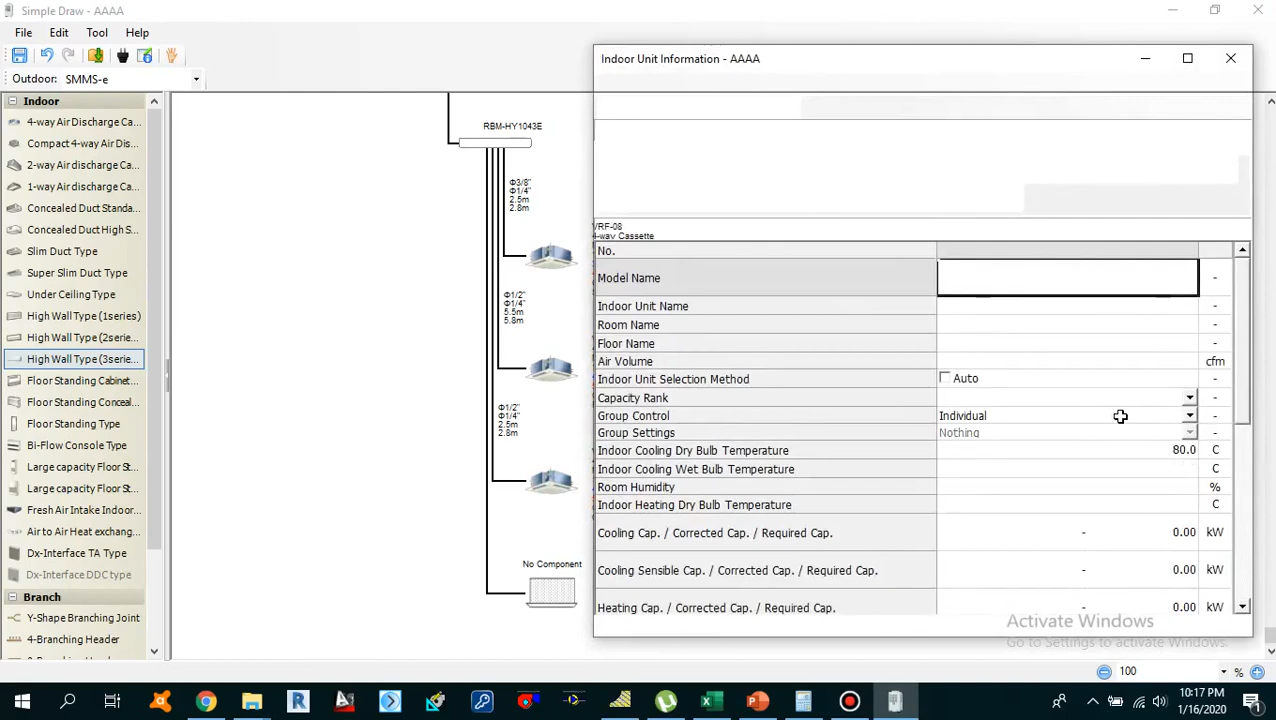 Simple Draw - AAAA
File Edit Tool Help
Outdoor: SMMS-e
Indoor
4-way Air Discharge Ca...
Compact 4-way Air Dis...
2-way Air discharge Ca...
1-way Air discharge Ca...
Concealed Duct Standa...
Concealed Duct High S...
Slim Duct Type
Super Slim Duct Type
Under Ceiling Type
High Wall Type (1series)
High Wall Type (2serie...
High Wall Type (3serie...
Floor Standing Cabinet...
Floor Standing Conceal...
Floor Standing Type
Bi-Flow Console Type
Large capacity Floor St...
Large capacity Floor St...
Fresh Air Intake Indoor...
Air to Air Heat exchang...
Dx-Interface TA Type
Dx-Interface DDC type
Branch
Y-Shape Branching Joint
4-Branching Header
RBM-HY1043E
Φ3/8"
Φ1/4"
2.5m
2.8m
Φ1/2"
Φ1/4"
5.5m
5.8m
Φ1/2"
Φ1/4"
2.5m
2.8m
No Component
Indoor Unit Information - AAAA
VRF-08
4-way Cassette
No.
Model Name -
Indoor Unit Name -
Room Name -
Floor Name -
Air Volume cfm
Indoor Unit Selection Method Auto -
Capacity Rank -
Group Control Individual -
Group Settings Nothing -
Indoor Cooling Dry Bulb Temperature 80.0 C
Indoor Cooling Wet Bulb Temperature C
Room Humidity %
Indoor Heating Dry Bulb Temperature C
Cooling Cap. / Corrected Cap. / Required Cap. - 0.00 kW
Cooling Sensible Cap. / Corrected Cap. / Required Cap. - 0.00 kW
Heating Cap. / Corrected Cap. / Required Cap. - 0.00 kW
Activate Windows
Go to Settings to activate Windows.
100 %
10:17 PM
1/16/2020